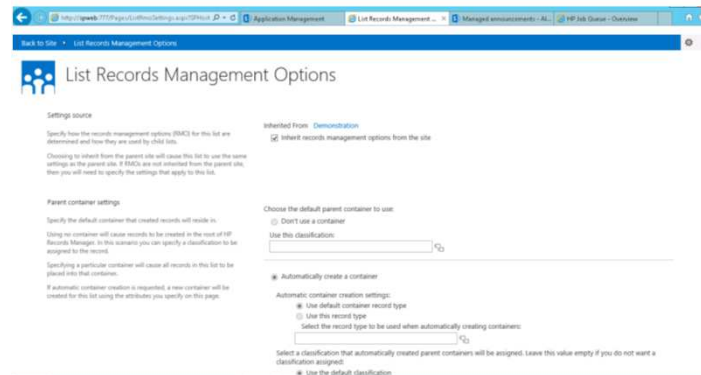 Application Management
List Records Management ...
Managed announcements - Al...
HP Job Queue - Overview
Back to Site • List Records Management Options
List Records Management Options
Settings source
Specify how the records management options (RMO) for this list are
determined and how they are used by child lists.
Choosing to inherit from the parent site will cause this list to use the same
settings as the parent site. If RMOs are not inherited from the parent site,
then you will need to specify the settings that apply to this list.
Inherited From Demonstration
Inherit records management options from the site
Parent container settings
Specify the default container that created records will reside in.
Using no container will cause records to be created in the root of HP
Records Manager. In this scenario you can specify a classification to be
assigned to the record.
Specifying a particular container will cause all records in this list to be
placed into that container.
If automatic container creation is requested, a new container will be
created for this list using the attributes you specify on this page.
Choose the default parent container to use:
Don't use a container
Use this classification:
Automatically create a container
Automatic container creation settings:
Use default container record type
Use this record type
Select the record type to be used when automatically creating containers:
Select a classification that automatically created parent containers will be assigned. Leave this value empty if you do not want a
classification assigned:
Use the default classification